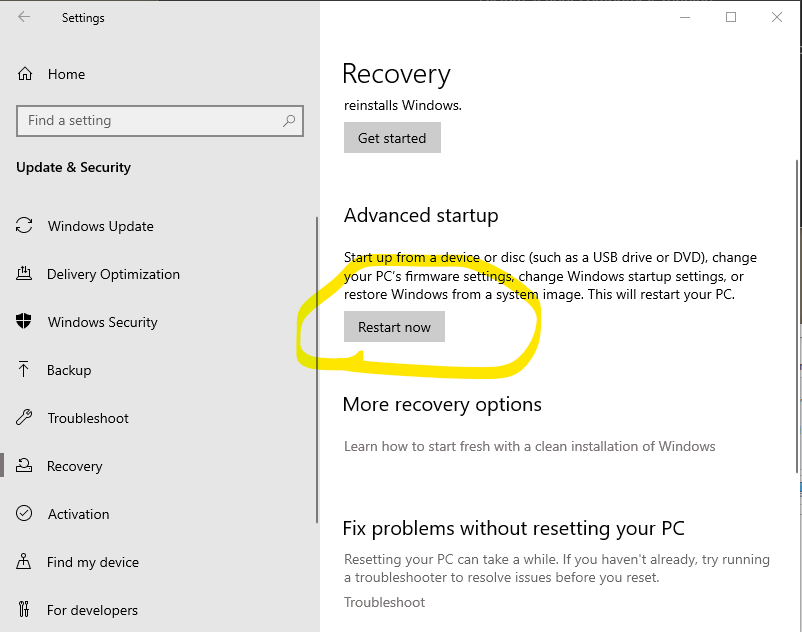 Settings
Home
Find a setting
Update & Security
Windows Update
Delivery Optimization
Windows Security
Backup
Troubleshoot
Recovery
Activation
Find my device
For developers
Recovery
reinstalls Windows.
Get started
Advanced startup
Start up from a device or disc (such as a USB drive or DVD), change
your PC's firmware settings, change Windows startup settings, or
restore Windows from a system image. This will restart your PC.
Restart now
More recovery options
Learn how to start fresh with a clean installation of Windows
Fix problems without resetting your PC
Resetting your PC can take a while. If you haven't already, try running
a troubleshooter to resolve issues before you reset.
Troubleshoot